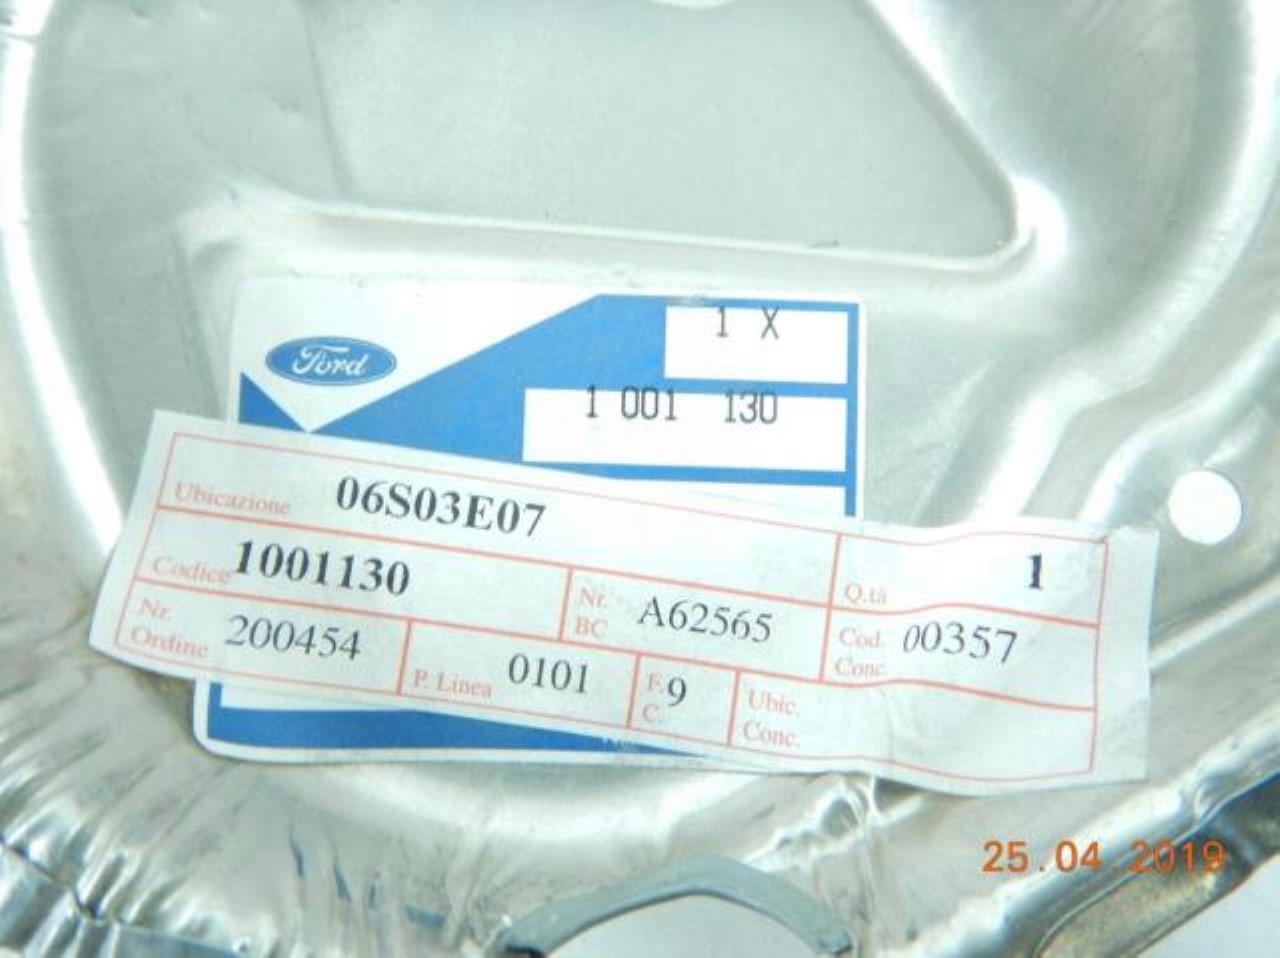 Ford
1 X
1 001 130
Ubicazione 06S03E07
Q.tà 1
Codice 1001130
Nr. BC A62565
Cod. Conc. 00357
Nr. Ordine 200454
P. Linea 0101
F. C. 9
Ubic. Conc.
25.04.2019